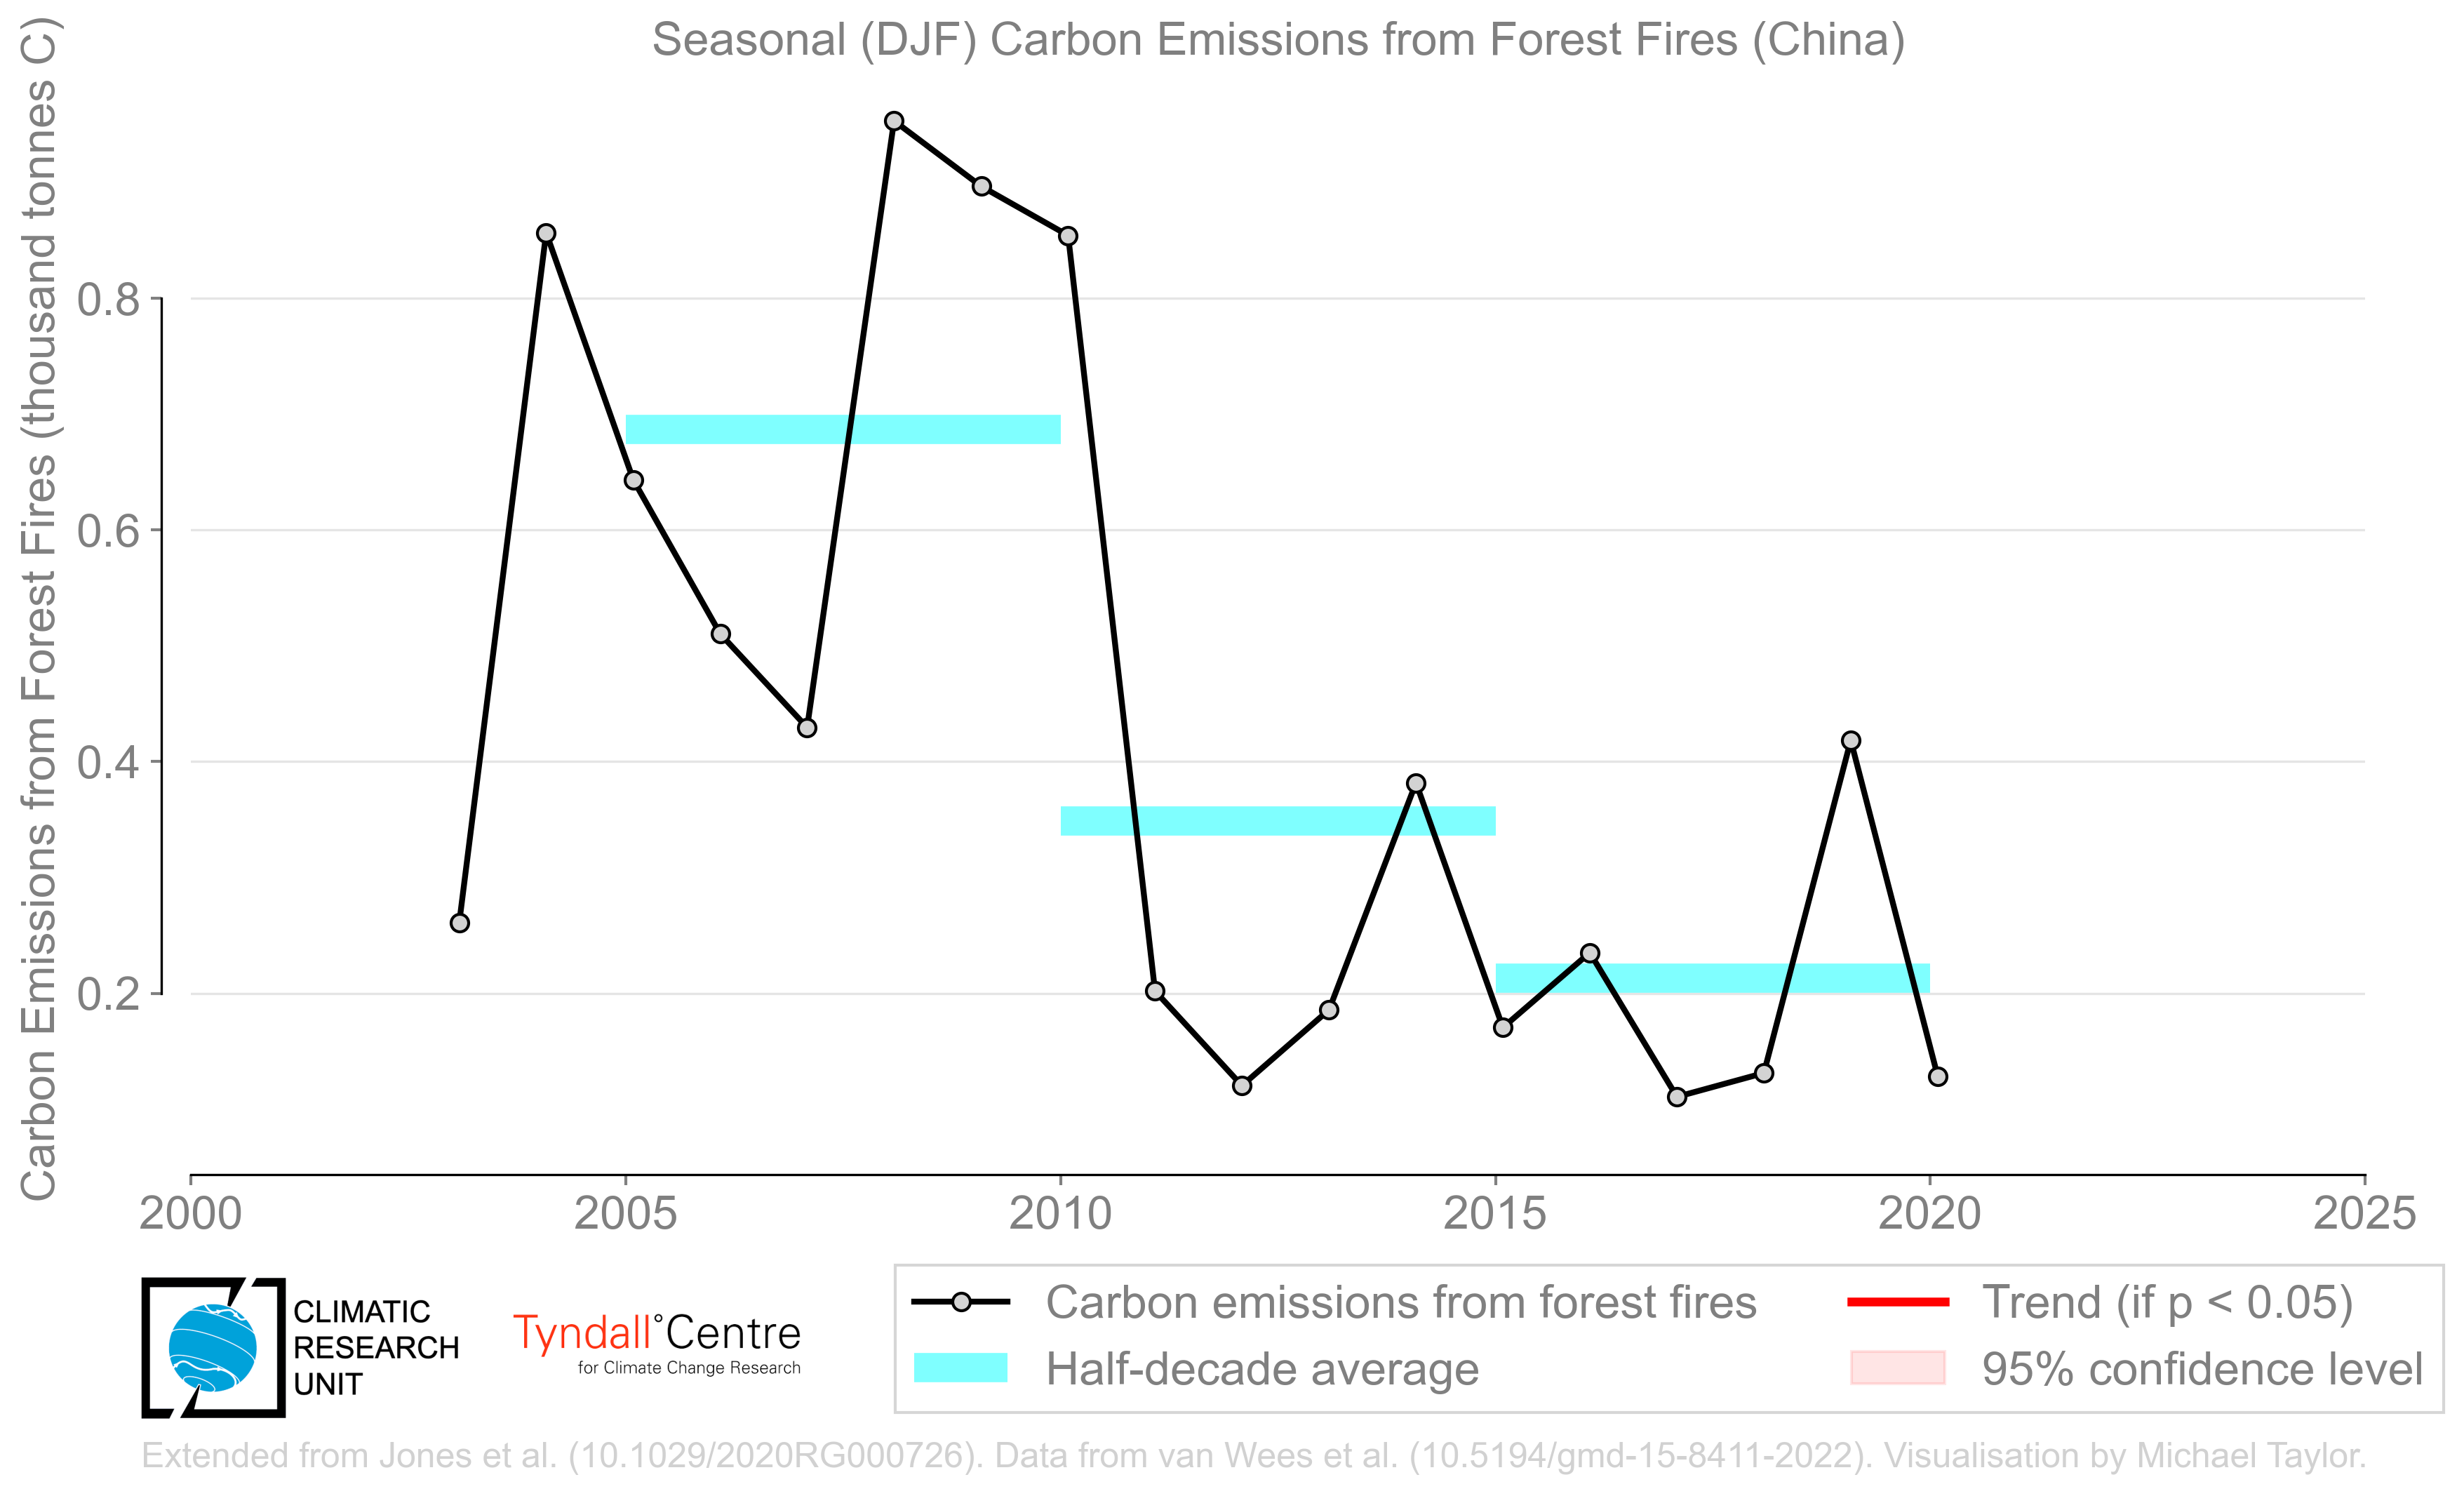 Seasonal (DJF) Carbon Emissions from Forest Fires (China)
Carbon Emissions from Forest Fires (thousand tonnes C)
0.8
0.6
0.4
0.2
2000 2005 2010 2015 2020 2025
CLIMATIC
RESEARCH
UNIT
Tyndall°Centre
for Climate Change Research
Carbon emissions from forest fires
Half-decade average
Trend (if p < 0.05)
95% confidence level
Extended from Jones et al. (10.1029/2020RG000726). Data from van Wees et al. (10.5194/gmd-15-8411-2022). Visualisation by Michael Taylor.